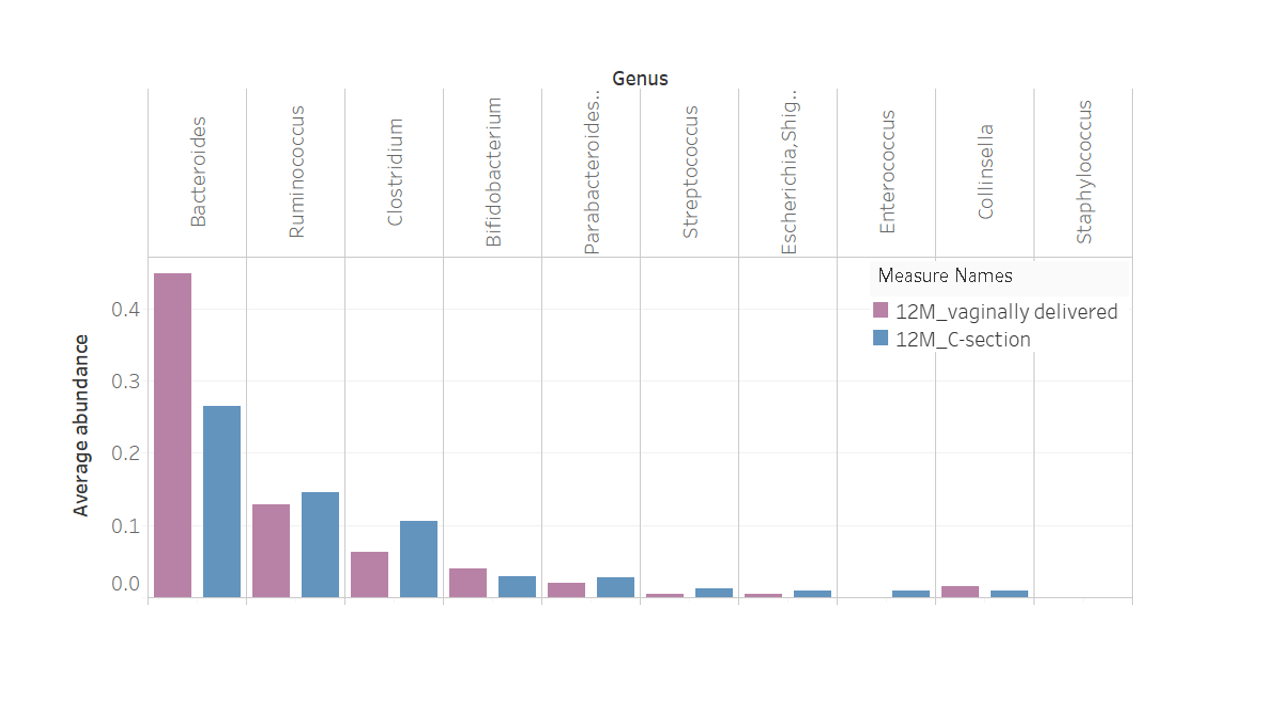 Genus
Bacteroides
Ruminococcus
Clostridium
Bifidobacterium
Parabacteroides..
Streptococcus
Escherichia,Shig..
Enterococcus
Collinsella
Staphylococcus
Measure Names
12M_vaginally delivered
12M_C-section
Average abundance
0.4
0.3
0.2
0.1
0.0